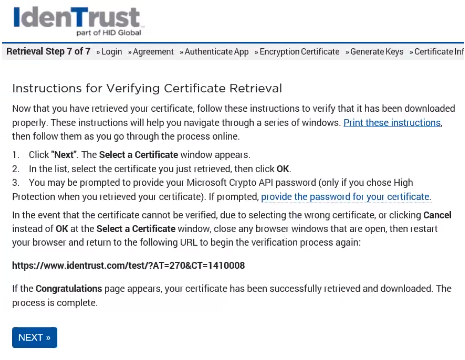 IdenTrust
part of HID Global
Retrieval Step 7 of 7 » Login » Agreement » Authenticate App » Encryption Certificate » Generate Keys » Certificate Inf
Instructions for Verifying Certificate Retrieval
Now that you have retrieved your certificate, follow these instructions to verify that it has been downloaded
properly. These instructions will help you navigate through a series of windows. Print these instructions,
then follow them as you go through the process online.
1. Click "Next". The Select a Certificate window appears.
2. In the list, select the certificate you just retrieved, then click OK.
3. You may be prompted to provide your Microsoft Crypto API password (only if you chose High
Protection when you retrieved your certificate). If prompted, provide the password for your certificate.
In the event that the certificate cannot be verified, due to selecting the wrong certificate, or clicking Cancel
instead of OK at the Select a Certificate window, close any browser windows that are open, then restart
your browser and return to the following URL to begin the verification process again:
https://www.identrust.com/test/?AT=270&CT=1410008
If the Congratulations page appears, your certificate has been successfully retrieved and downloaded. The
process is complete.
NEXT »